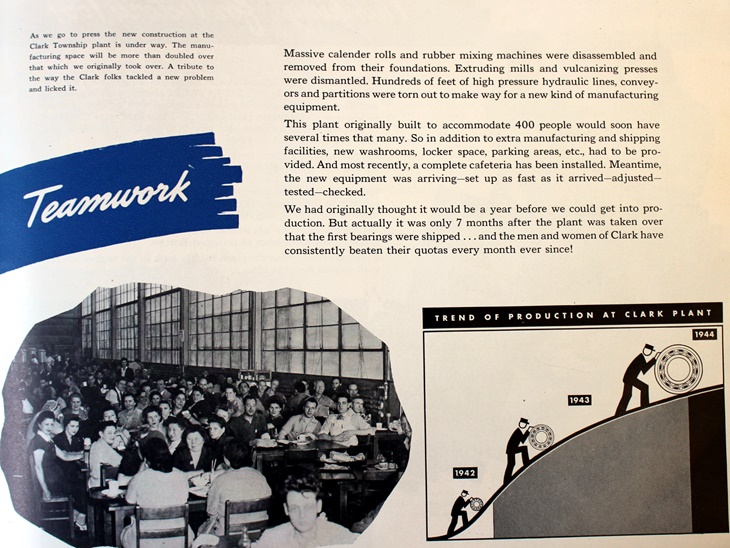 As we go to press the new construction at the
Clark Township plant is under way. The manu-
facturing space will be more than doubled over
that which we originally took over. A tribute to
the way the Clark folks tackled a new problem
and licked it.
Massive calender rolls and rubber mixing machines were disassembled and
removed from their foundations. Extruding mills and vulcanizing presses
were dismantled. Hundreds of feet of high pressure hydraulic lines, convey-
ors and partitions were torn out to make way for a new kind of manufacturing
equipment.
This plant originally built to accommodate 400 people would soon have
several times that many. So in addition to extra manufacturing and shipping
facilities, new washrooms, locker space, parking areas, etc., had to be pro-
vided. And most recently, a complete cafeteria has been installed. Meantime,
the new equipment was arriving—set up as fast as it arrived—adjusted—
tested—checked.
We had originally thought it would be a year before we could get into pro-
duction. But actually it was only 7 months after the plant was taken over
that the first bearings were shipped . . . and the men and women of Clark have
consistently beaten their quotas every month ever since!
Teamwork
TREND OF PRODUCTION AT CLARK PLANT
1944
1943
1942